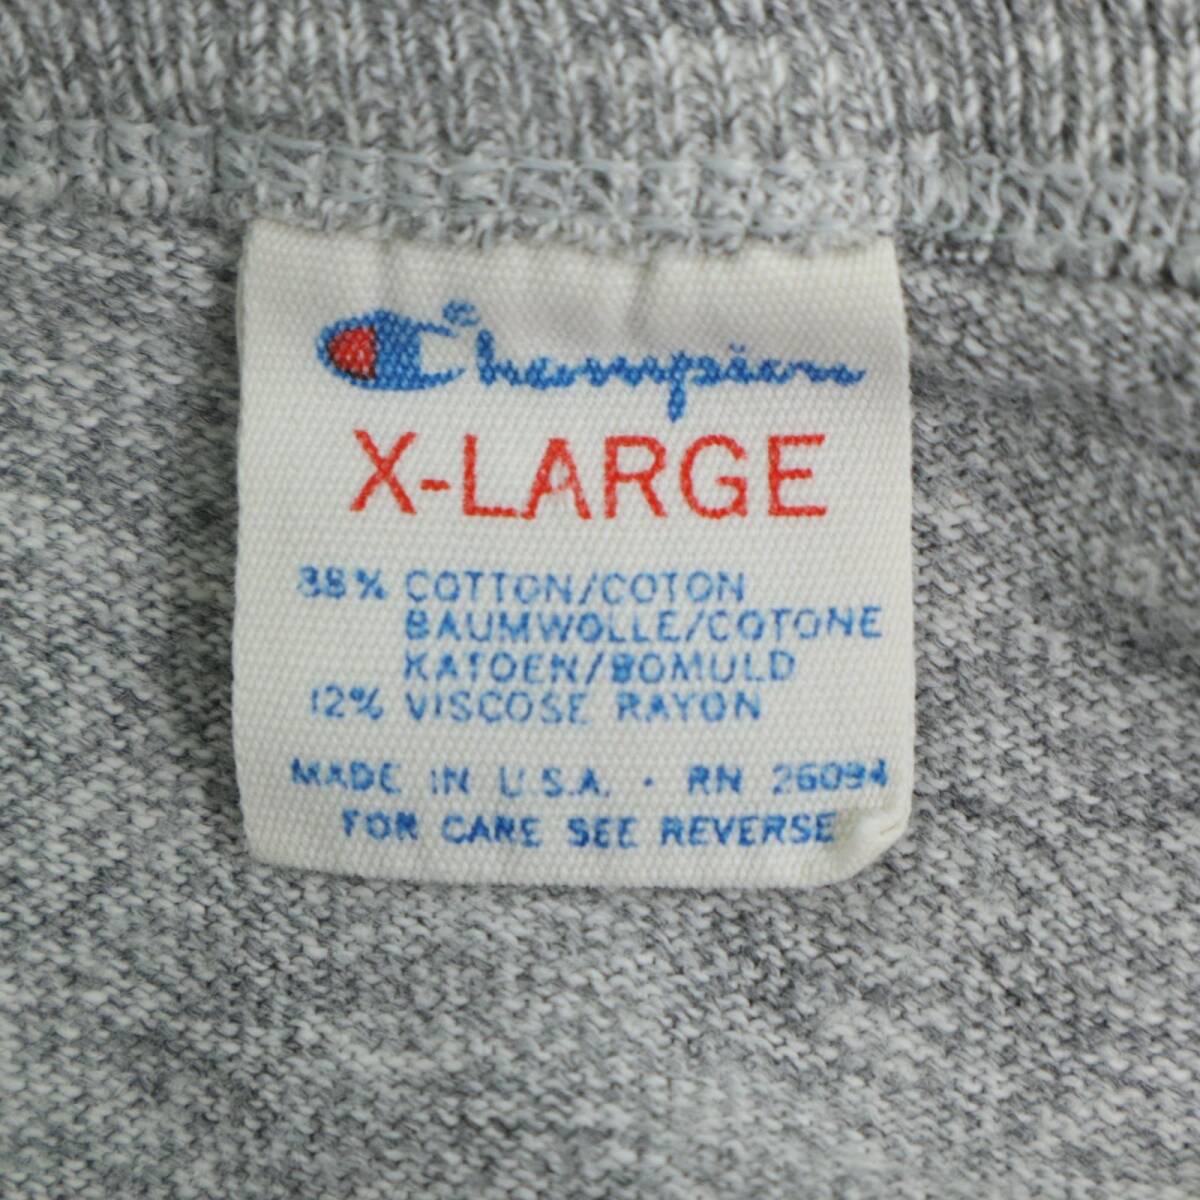 Champion®
X-LARGE
88% COTTON/COTON
BAUMWOLLE/COTONE
KATOEN/BOMULD
12% VISCOSE RAYON
MADE IN U.S.A. · RN 26094
FOR CARE SEE REVERSE